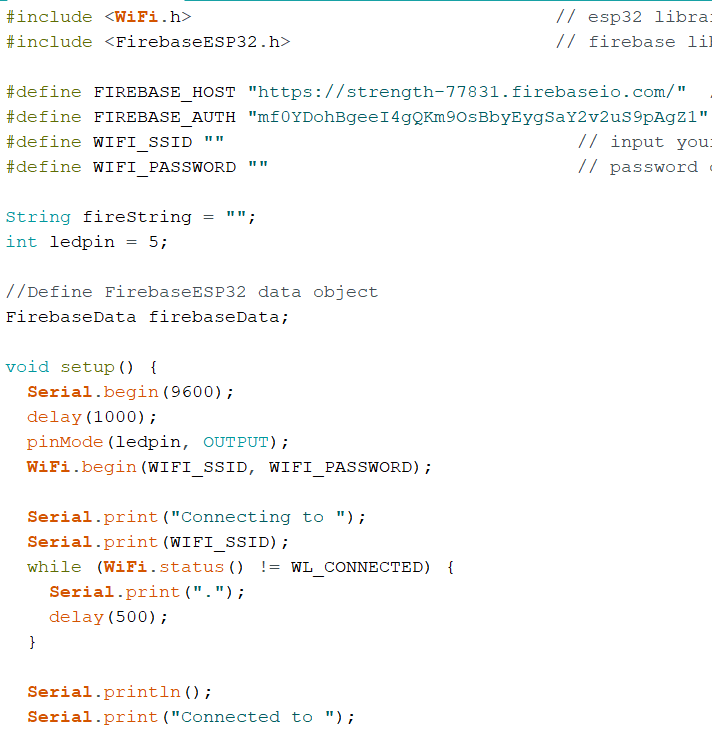 #include <WiFi.h> // esp32
#include <FirebaseESP32.h> // firebase
#define FIREBASE_HOST "https://strength-77831.firebaseio.com/"
#define FIREBASE_AUTH "mf0YDohBgeeI4gQKm9OsBbyEygSaY2v2uS9pAgZ1"
#define WIFI_SSID "" // input
#define WIFI_PASSWORD "" // password
String fireString = "";
int ledpin = 5;
//Define FirebaseESP32 data object
FirebaseData firebaseData;
void setup() {
Serial.begin(9600);
delay(1000);
pinMode(ledpin, OUTPUT);
WiFi.begin(WIFI_SSID, WIFI_PASSWORD);
Serial.print("Connecting to ");
Serial.print(WIFI_SSID);
while (WiFi.status() != WL_CONNECTED) {
Serial.print(".");
delay(500);
}
Serial.println();
Serial.print("Connected to ");